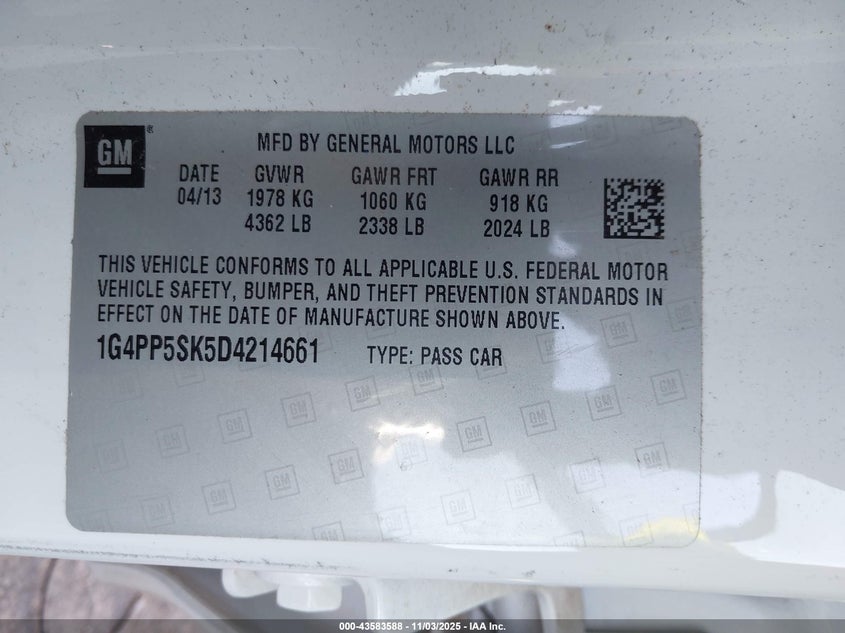 GM ®
MFD BY GENERAL MOTORS LLC
DATE GVWR GAWR FRT GAWR RR
04/13 1978 KG 1060 KG 918 KG
4362 LB 2338 LB 2024 LB
THIS VEHICLE CONFORMS TO ALL APPLICABLE U.S. FEDERAL MOTOR
VEHICLE SAFETY, BUMPER, AND THEFT PREVENTION STANDARDS IN
EFFECT ON THE DATE OF MANUFACTURE SHOWN ABOVE.
1G4PP5SK5D4214661 TYPE: PASS CAR
000-43583588 - 11/03/2025 - IAA Inc.